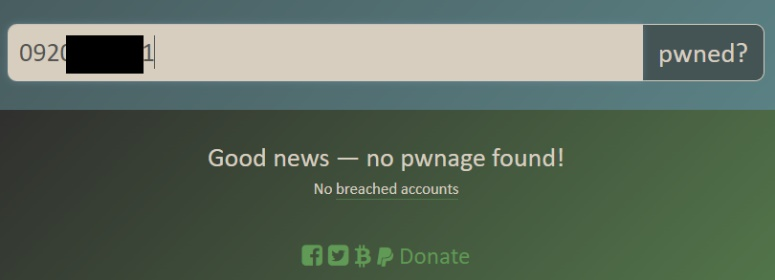 0920 1
pwned?
Good news — no pwnage found!
No breached accounts
Donate